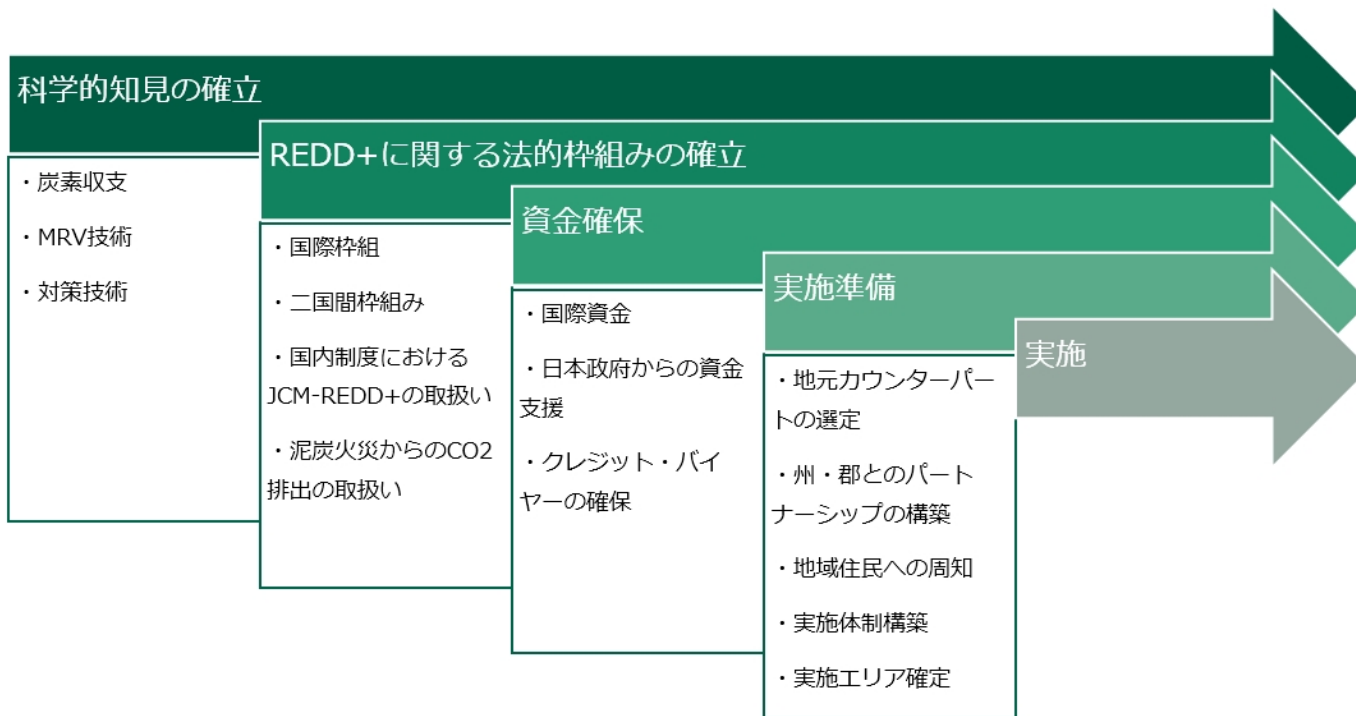 科学的知見の確立
・炭素収支
・MRV技術
・対策技術
REDD+に関する法的枠組みの確立
・国際枠組
・二国間枠組み
・国内制度における
JCM-REDD+の取扱い
・泥炭火災からのCO2
排出の取扱い
資金確保
・国際資金
・日本政府からの資金
支援
・クレジット・バイ
ヤーの確保
実施準備
・地元カウンターパー
トの選定
・州・郡とのパート
ナーシップの構築
・地域住民への周知
・実施体制構築
・実施エリア確定
実施